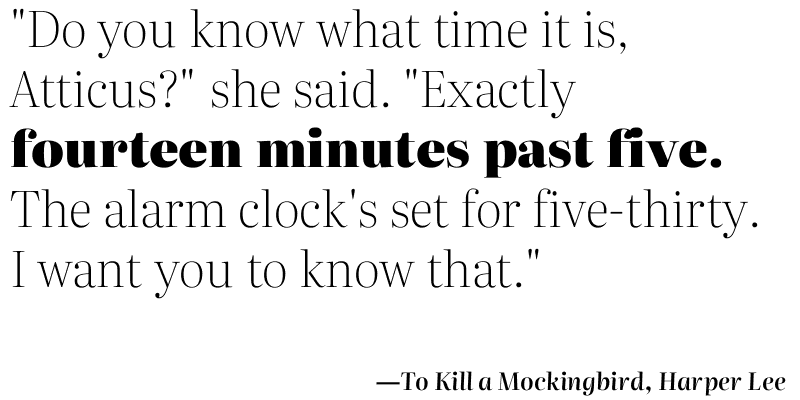 "Do you know what time it is,
Atticus?" she said. "Exactly
fourteen minutes past five.
The alarm clock's set for five-thirty.
I want you to know that."
—To Kill a Mockingbird, Harper Lee